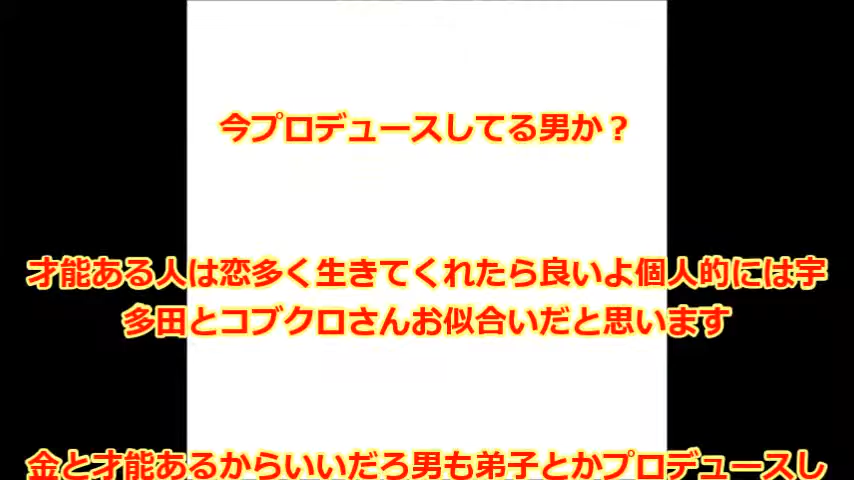 今プロデュースしてる男か？
才能ある人は恋多く生きてくれたら良いよ個人的には宇
多田とコブクロさんお似合いだと思います
金と才能あるからいいだろ男も弟子とかプロデュースし